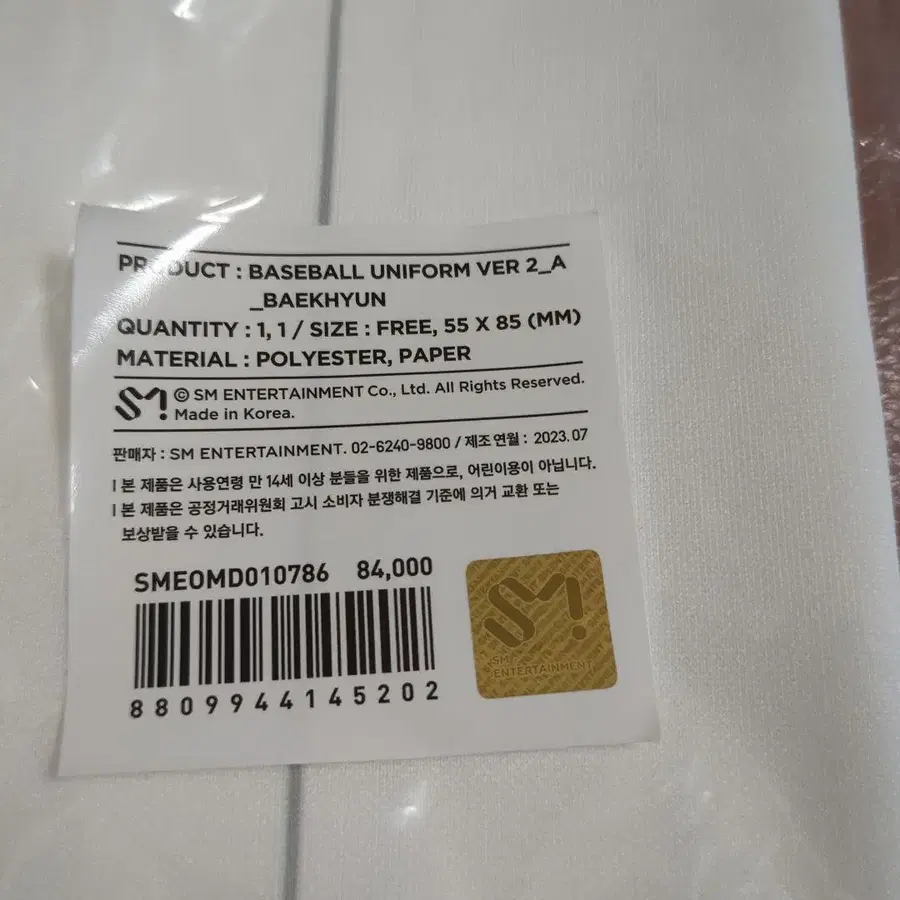 PRODUCT : BASEBALL UNIFORM VER 2_A
_BAEKHYUN
QUANTITY : 1, 1 / SIZE : FREE, 55 X 85 (MM)
MATERIAL : POLYESTER, PAPER
SM! © SM ENTERTAINMENT Co., Ltd. All Rights Reserved.
Made in Korea.
판매자 : SM ENTERTAINMENT. 02-6240-9800 / 제조연월 : 2023.07
| 본 제품은 사용연령 만 14세 이상 분들을 위한 제품으로, 어린이용이 아닙니다.
| 본 제품은 공정거래위원회 고시 소비자 분쟁해결 기준에 의거 교환 또는
보상받을 수 있습니다.
SMEOMD010786 84,000
8809944145202
SM!
SM
ENTERTAINMENT